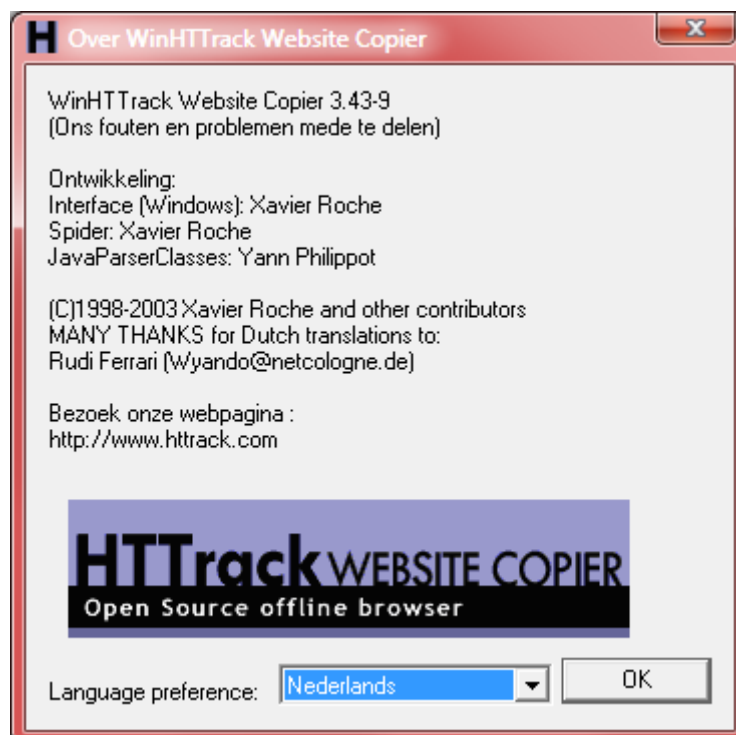 Over WinHTTrack Website Copier
WinHTTrack Website Copier 3.43-9
(Ons fouten en problemen mede te delen)
Ontwikkeling:
Interface (Windows): Xavier Roche
Spider: Xavier Roche
JavaParserClasses: Yann Philippot
(C)1998-2003 Xavier Roche and other contributors
MANY THANKS for Dutch translations to:
Rudi Ferrari (Wyando@netcologne.de)
Bezoek onze webpagina :
http://www.httrack.com
HTTrack WEBSITE COPIER
Open Source offline browser
Language preference: Nederlands OK